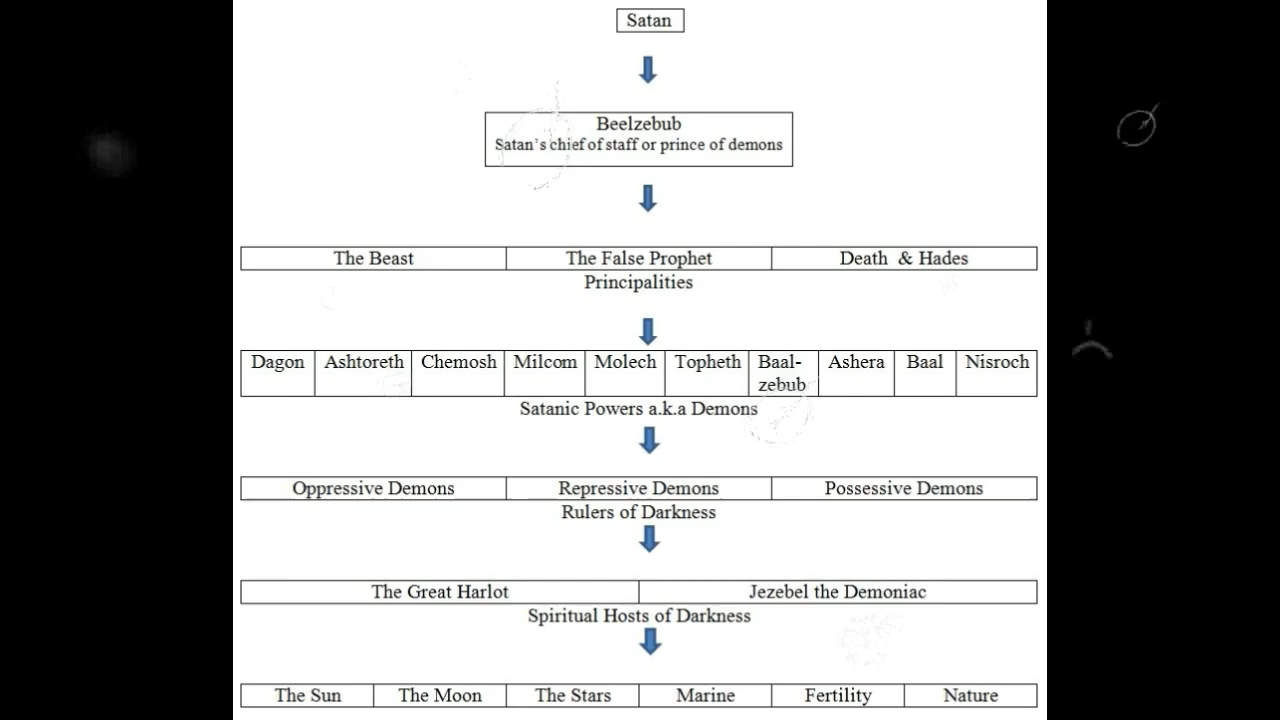 Satan
Beelzebub
Satan's chief of staff or prince of demons
The Beast The False Prophet Death & Hades
Principalities
Dagon Ashtoreth Chemosh Milcom Molech Topheth Baal- Ashera Baal Nisroch
zebub
Satanic Powers a.k.a Demons
Oppressive Demons Repressive Demons Possessive Demons
Rulers of Darkness
The Great Harlot Jezebel the Demoniac
Spiritual Hosts of Darkness
The Sun The Moon The Stars Marine Fertility Nature